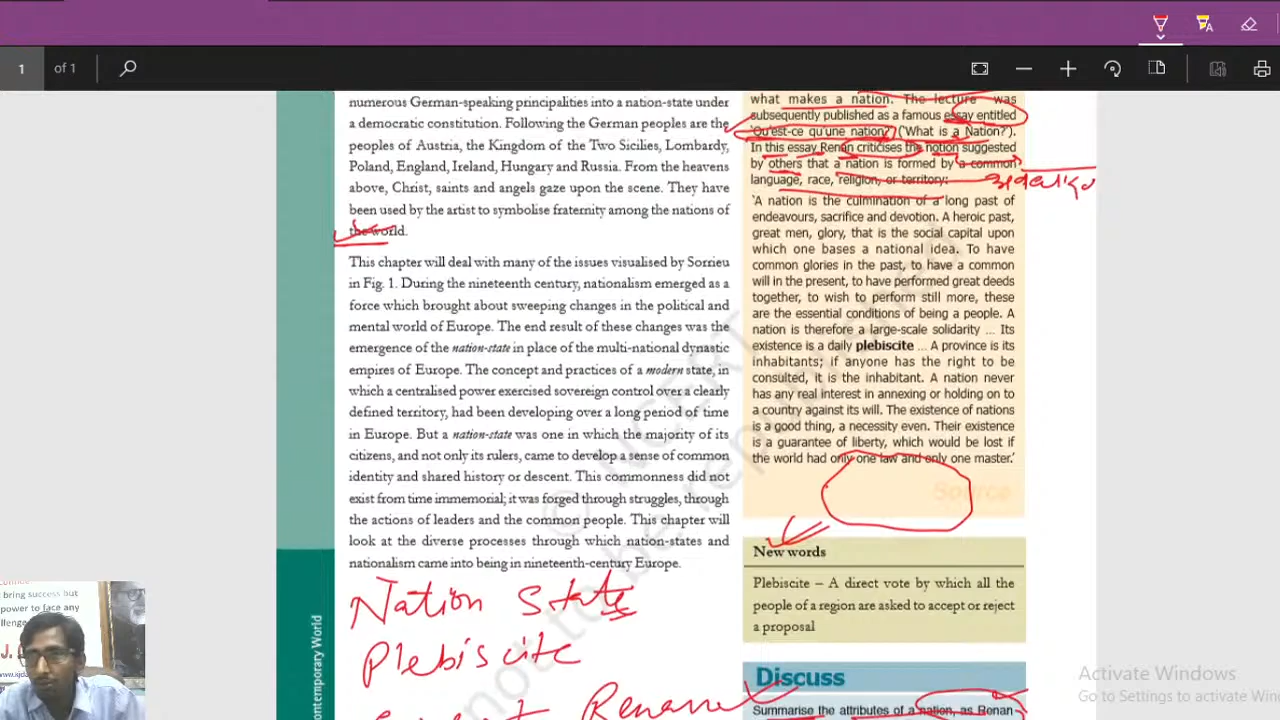 1
of 1
numerous German-speaking principalities into a nation-state under
a democratic constitution. Following the German peoples are the
peoples of Austria, the Kingdom of the Two Sicilies, Lombardy,
Poland, England, Ireland, Hungary and Russia. From the heavens
above, Christ, saints and angels gaze upon the scene. They have
been used by the artist to symbolise fraternity among the nations of
the world.
This chapter will deal with many of the issues visualised by Sorrieu
in Fig. 1. During the nineteenth century, nationalism emerged as a
force which brought about sweeping changes in the political and
mental world of Europe. The end result of these changes was the
emergence of the nation-state in place of the multi-national dynastic
empires of Europe. The concept and practices of a modern state, in
which a centralised power exercised sovereign control over a clearly
defined territory, had been developing over a long period of time
in Europe. But a nation-state was one in which the majority of its
citizens, and not only its rulers, came to develop a sense of common
identity and shared history or descent. This commonness did not
exist from time immemorial; it was forged through struggles, through
the actions of leaders and the common people. This chapter will
look at the diverse processes through which nation-states and
nationalism came into being in nineteenth-century Europe.
Nation States
Plebiscite
what makes a nation. The lecture was
subsequently published as a famous essay entitled
'Qu'est-ce qu'une nation?' ('What is a Nation?').
In this essay Renan criticises the notion suggested
by others that a nation is formed by a common
language, race, religion, or territory:
'A nation is the culmination of a long past of
endeavours, sacrifice and devotion. A heroic past,
great men, glory, that is the social capital upon
which one bases a national idea. To have
common glories in the past, to have a common
will in the present, to have performed great deeds
together, to wish to perform still more, these
are the essential conditions of being a people. A
nation is therefore a large-scale solidarity … Its
existence is a daily plebiscite … A province is its
inhabitants; if anyone has the right to be
consulted, it is the inhabitant. A nation never
has any real interest in annexing or holding on to
a country against its will. The existence of nations
is a good thing, a necessity even. Their existence
is a guarantee of liberty, which would be lost if
the world had only one law and only one master.'
Source
New words
Plebiscite – A direct vote by which all the
people of a region are asked to accept or reject
a proposal
Discuss
Summarise the attributes of a nation, as Renan
© NCERT
not to be republished
ontemporary World
bring success but
power to face any
Activate Windows
Go to Settings to activate Win